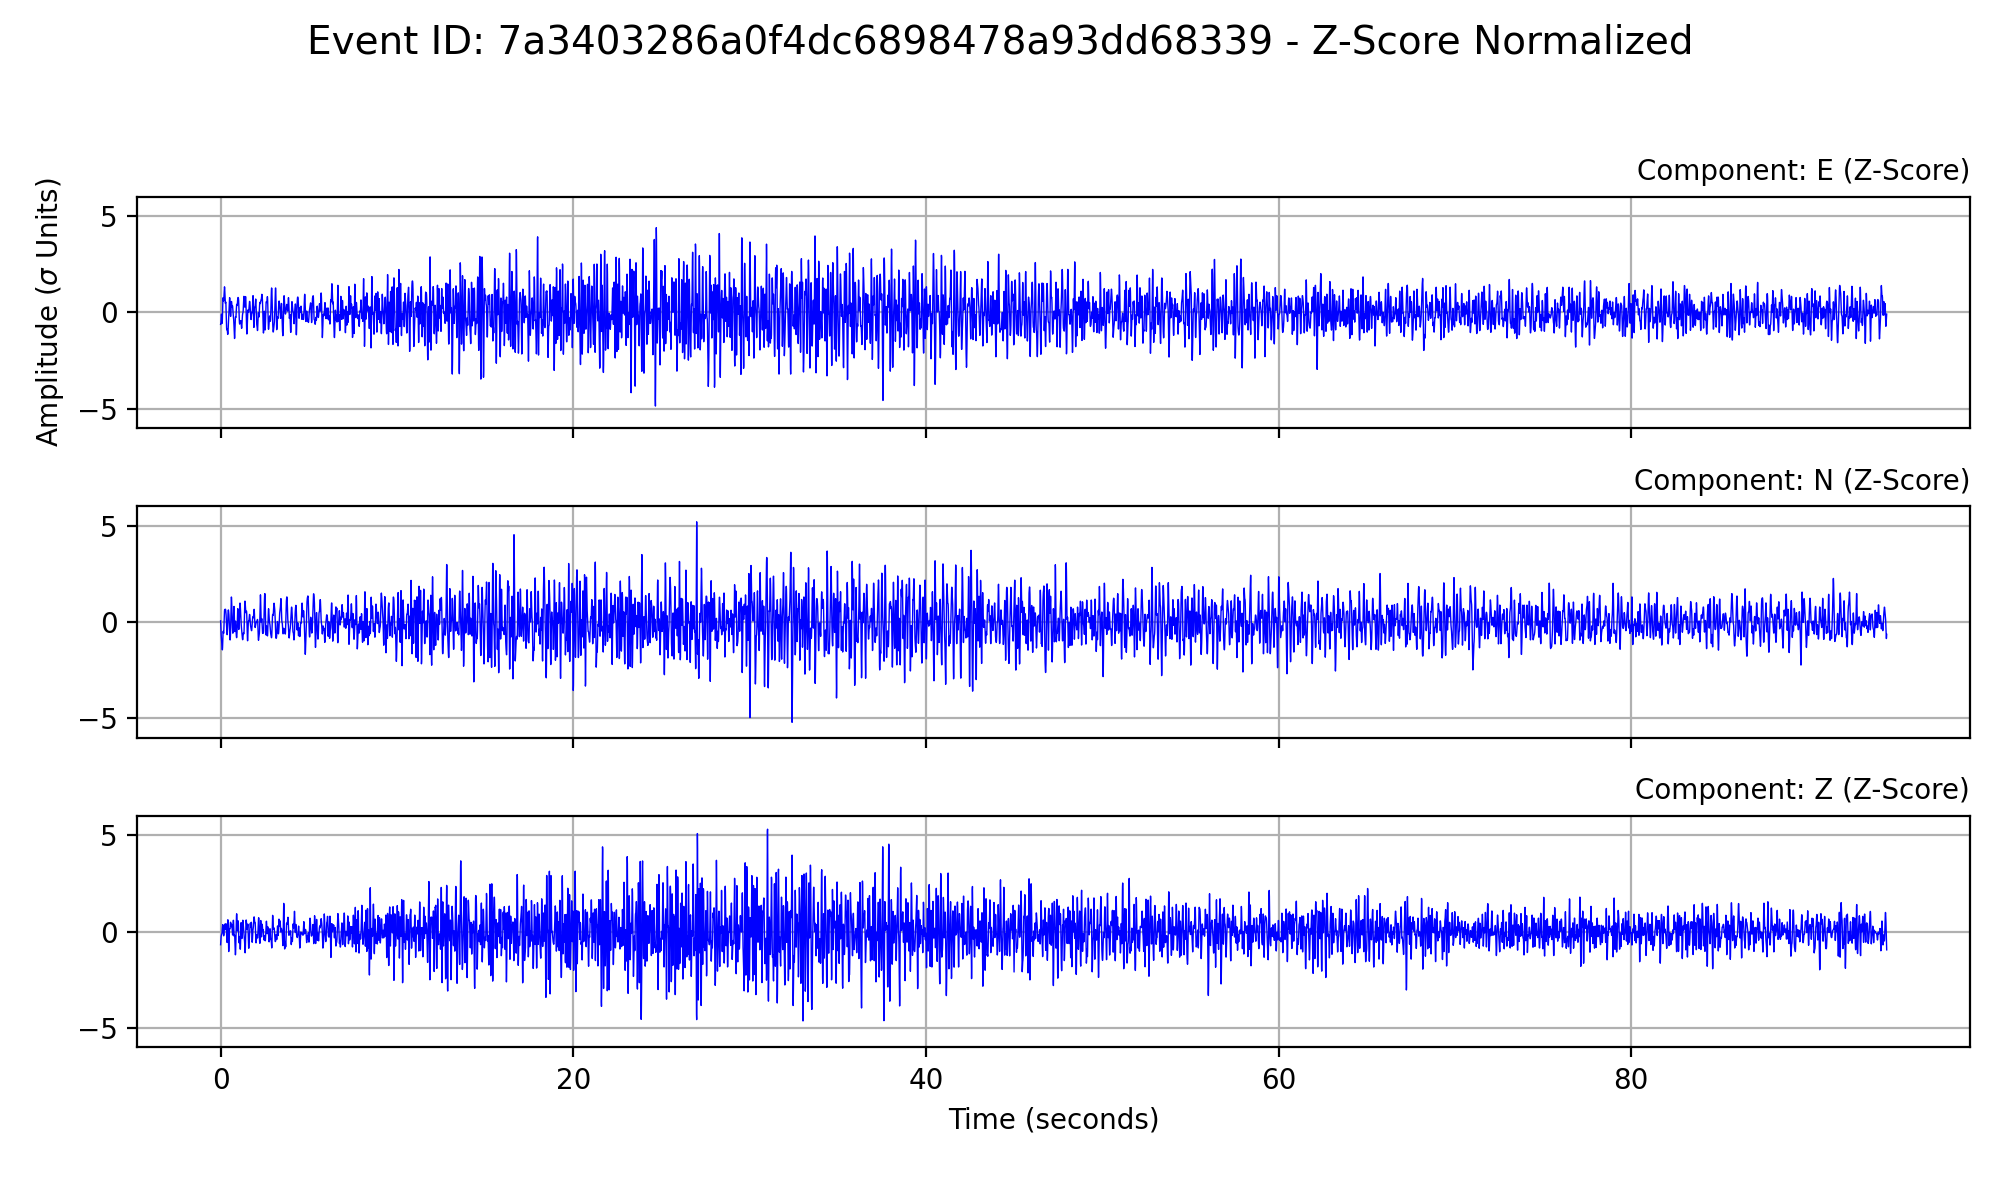 Event ID: 7a3403286a0f4dc6898478a93dd68339 - Z-Score Normalized
Component: E (Z-Score)
Amplitude (σ Units)
5
0
−5
Component: N (Z-Score)
5
0
−5
Component: Z (Z-Score)
5
0
−5
0 20 40 60 80
Time (seconds)